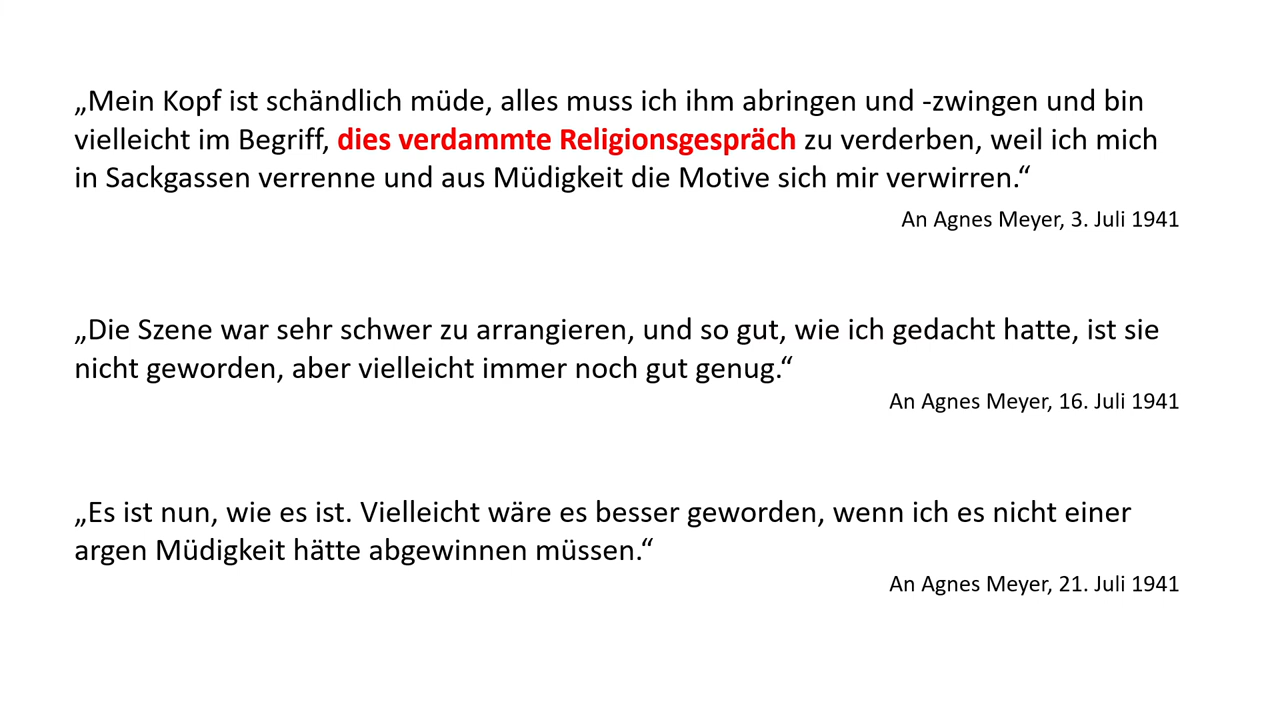 „Mein Kopf ist schändlich müde, alles muss ich ihm abringen und -zwingen und bin
vielleicht im Begriff, dies verdammte Religionsgespräch zu verderben, weil ich mich
in Sackgassen verrenne und aus Müdigkeit die Motive sich mir verwirren.“
An Agnes Meyer, 3. Juli 1941
„Die Szene war sehr schwer zu arrangieren, und so gut, wie ich gedacht hatte, ist sie
nicht geworden, aber vielleicht immer noch gut genug.“
An Agnes Meyer, 16. Juli 1941
„Es ist nun, wie es ist. Vielleicht wäre es besser geworden, wenn ich es nicht einer
argen Müdigkeit hätte abgewinnen müssen.“
An Agnes Meyer, 21. Juli 1941